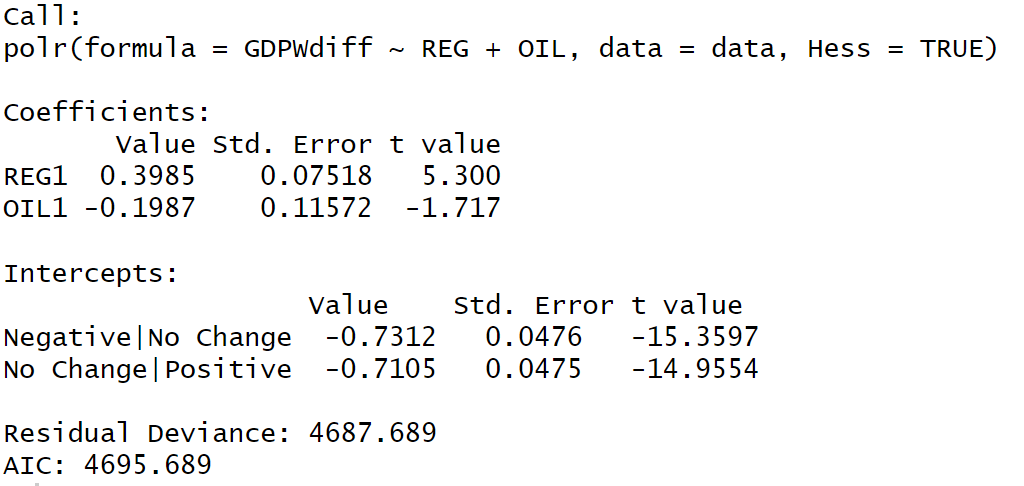 Call:
polr(formula = GDPWdiff ~ REG + OIL, data = data, Hess = TRUE)
Coefficients:
Value Std. Error t value
REG1 0.3985 0.07518 5.300
OIL1 -0.1987 0.11572 -1.717
Intercepts:
Value Std. Error t value
Negative|No Change -0.7312 0.0476 -15.3597
No Change|Positive -0.7105 0.0475 -14.9554
Residual Deviance: 4687.689
AIC: 4695.689